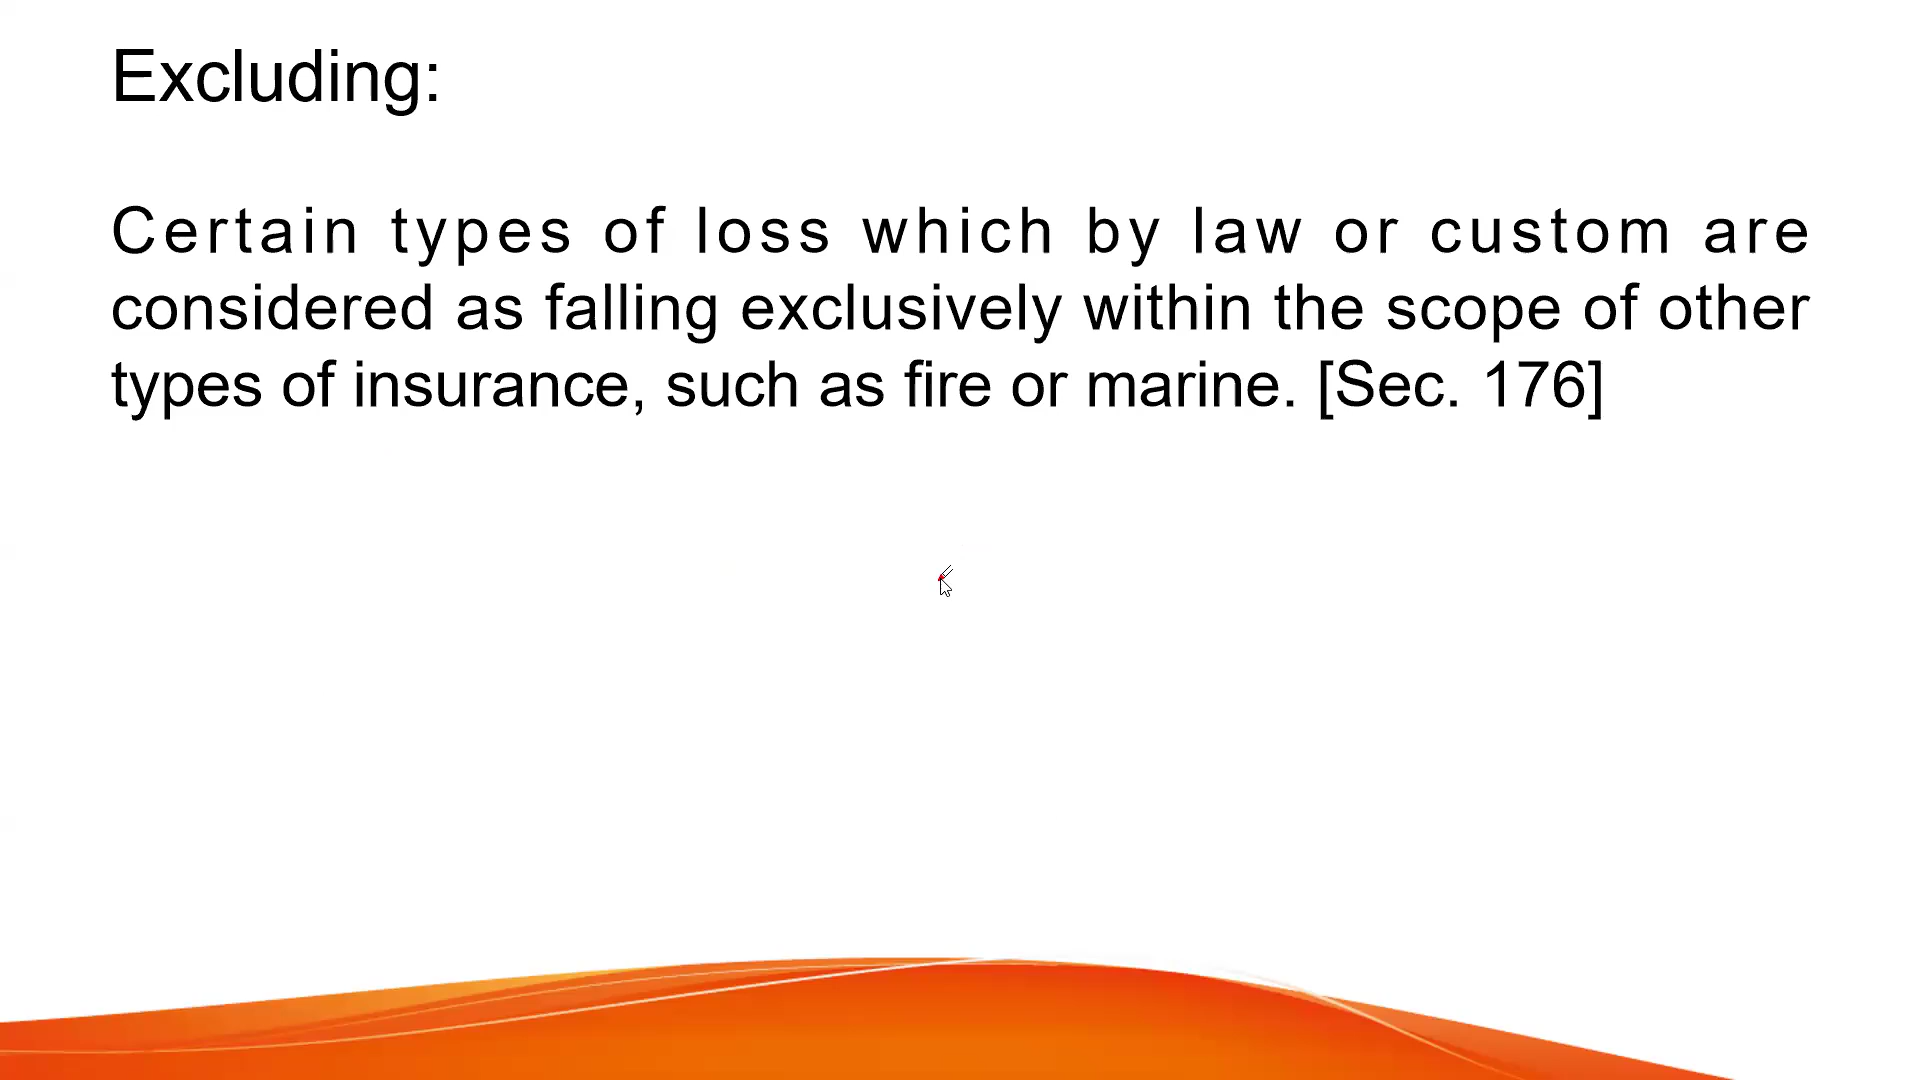 Excluding:
Certain types of loss which by law or custom are
considered as falling exclusively within the scope of other
types of insurance, such as fire or marine. [Sec. 176]